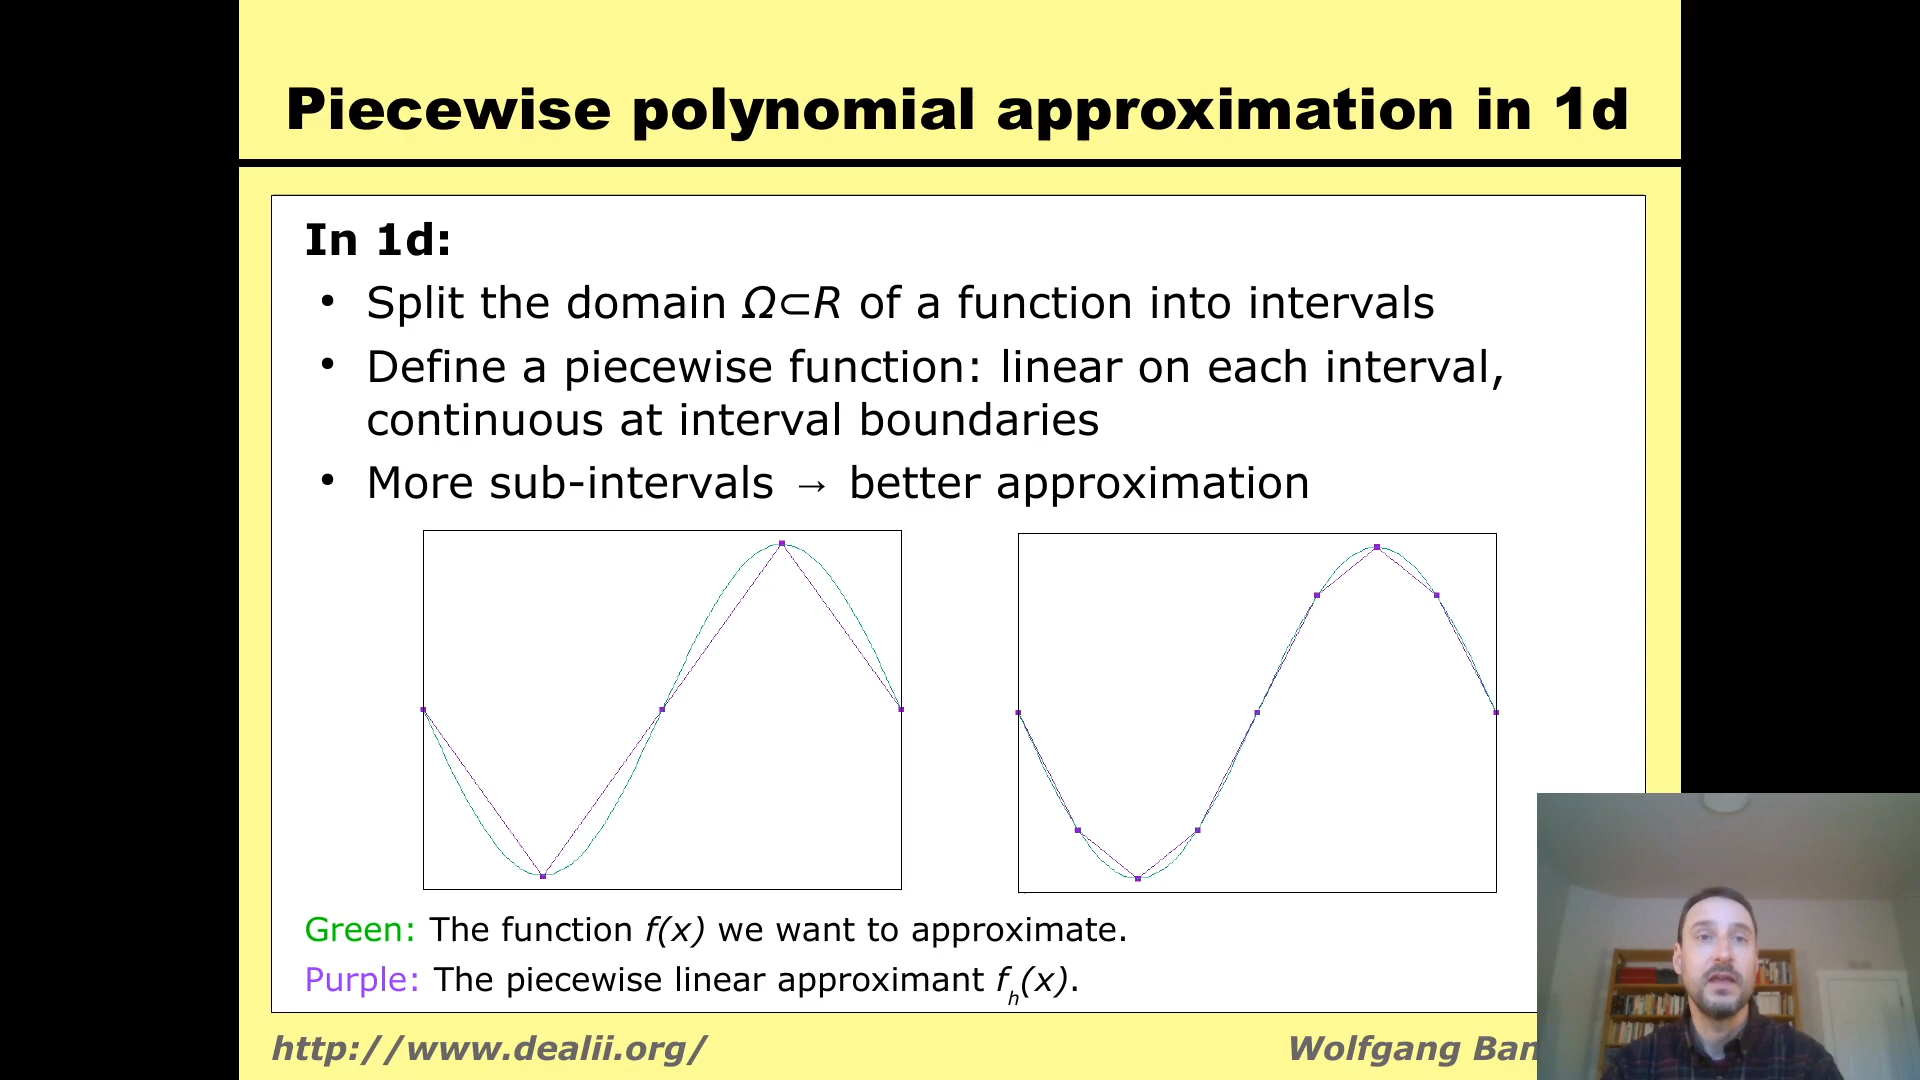 Piecewise polynomial approximation in 1d
In 1d:
• Split the domain Ω⊂R of a function into intervals
• Define a piecewise function: linear on each interval,
continuous at interval boundaries
• More sub-intervals → better approximation
Green: The function f(x) we want to approximate.
Purple: The piecewise linear approximant fₕ(x).
http://www.dealii.org/
Wolfgang